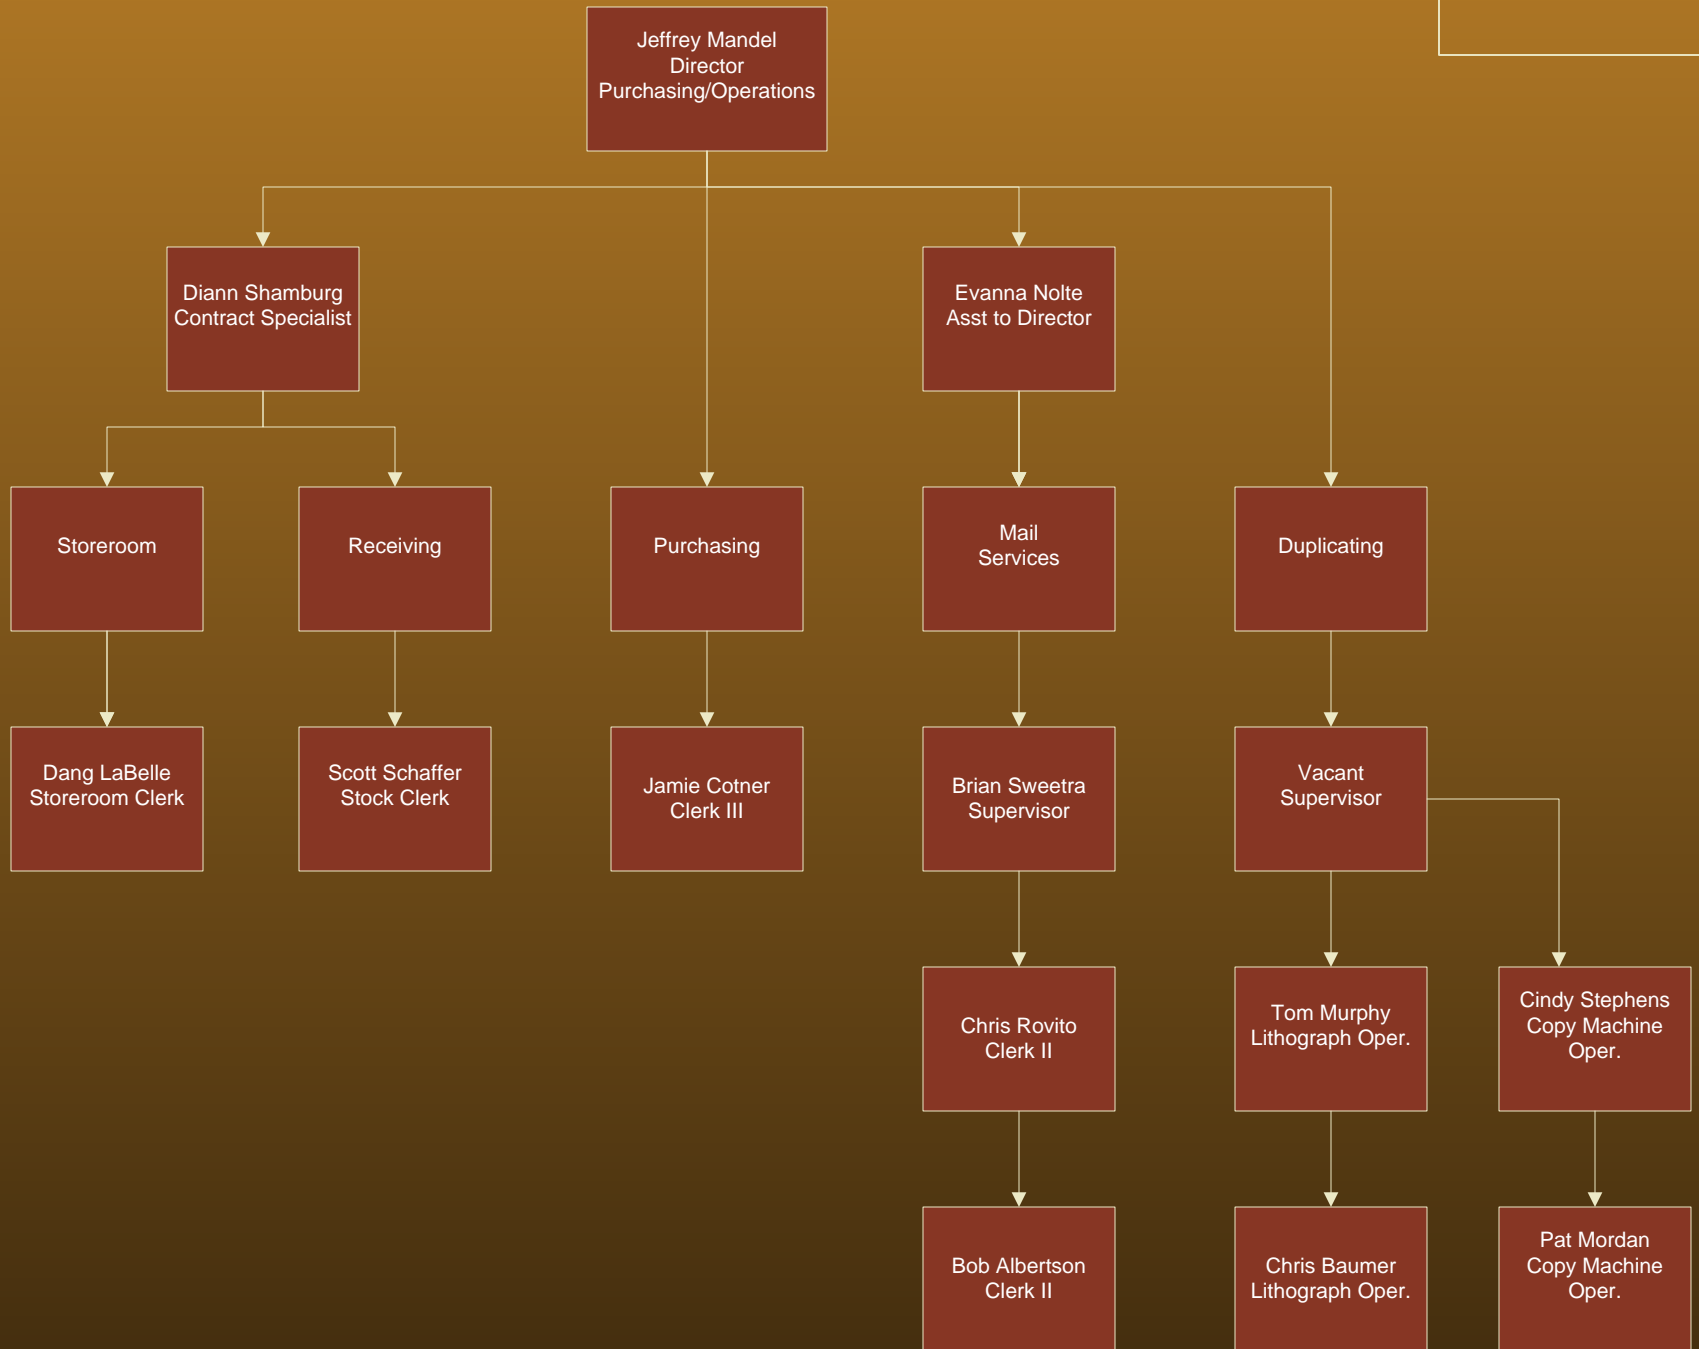 Jeffrey Mandel
Director
Purchasing/Operations
Diann Shamburg
Contract Specialist
Evanna Nolte
Asst to Director
Storeroom
Receiving
Purchasing
Mail
Services
Duplicating
Dang LaBelle
Storeroom Clerk
Scott Schaffer
Stock Clerk
Jamie Cotner
Clerk III
Brian Sweetra
Supervisor
Vacant
Supervisor
Chris Rovito
Clerk II
Tom Murphy
Lithograph Oper.
Cindy Stephens
Copy Machine
Oper.
Bob Albertson
Clerk II
Chris Baumer
Lithograph Oper.
Pat Mordan
Copy Machine
Oper.